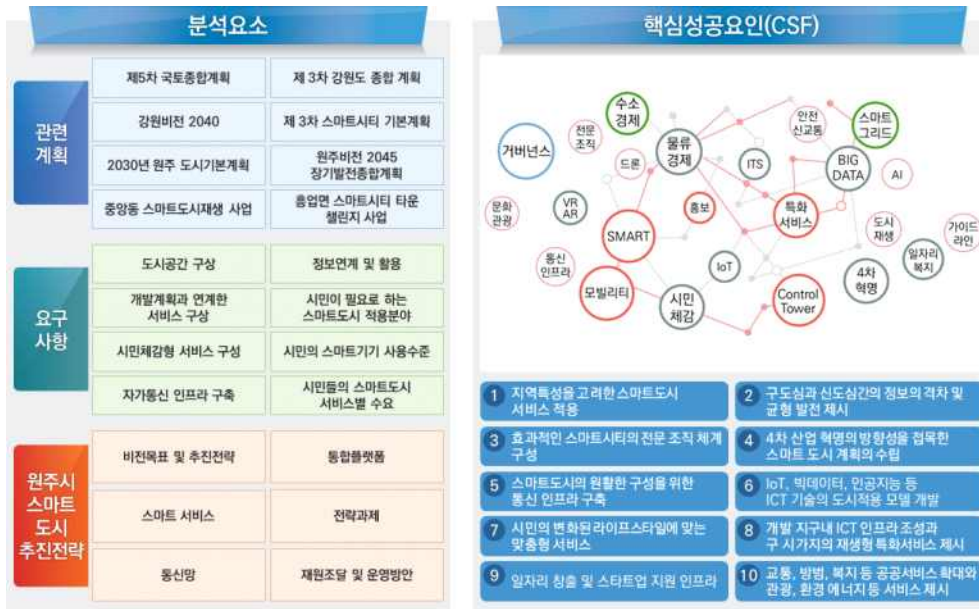 분석요소
관련
계획
제5차 국토종합계획
제 3차 강원도 종합 계획
강원비전 2040
제 3차 스마트시티 기본계획
2030년 원주 도시기본계획
원주비전 2045
장기발전종합계획
중앙동 스마트도시재생 사업
흥업면 스마트시티 타운
챌린지 사업
요구
사항
도시공간 구상
정보연계 및 활용
개발계획과 연계한
서비스 구상
시민이 필요로 하는
스마트도시 적용분야
시민체감형 서비스 구성
시민의 스마트기기 사용수준
자가통신 인프라 구축
시민들의 스마트도시
서비스별 수요
원주시
스마트
도시
추진전략
비전목표 및 추진전략
통합플랫폼
스마트 서비스
전략과제
통신망
재원조달 및 운영방안
핵심성공요인(CSF)
수소
경제
안전
신교통
스마트
그리드
전문
조직
거버넌스
물류
경제
드론
ITS
BIG
DATA
AI
문화
관광
VR
AR
홍보
특화
서비스
SMART
도시
재생
가이드
라인
통신
인프라
IoT
일자리
복지
4차
혁명
모빌리티
시민
체감
Control
Tower
1 지역특성을 고려한 스마트도시
서비스 적용
2 구도심과 신도심간의 정보의 격차 및
균형 발전 제시
3 효과적인 스마트시티의 전문 조직 체계
구성
4 4차 산업 혁명의 방향성을 접목한
스마트 도시 계획의 수립
5 스마트도시의 원활한 구성을 위한
통신 인프라 구축
6 IoT, 빅데이터, 인공지능 등
ICT 기술의 도시적용 모델 개발
7 시민의 변화된 라이프스타일에 맞는
맞춤형 서비스
8 개발 지구내 ICT 인프라 조성과
구 시가지의 재생형 특화서비스 제시
9 일자리 창출 및 스타트업 지원 인프라
10 교통, 방범, 복지 등 공공서비스 확대와
관광, 환경 에너지 등 서비스 제시